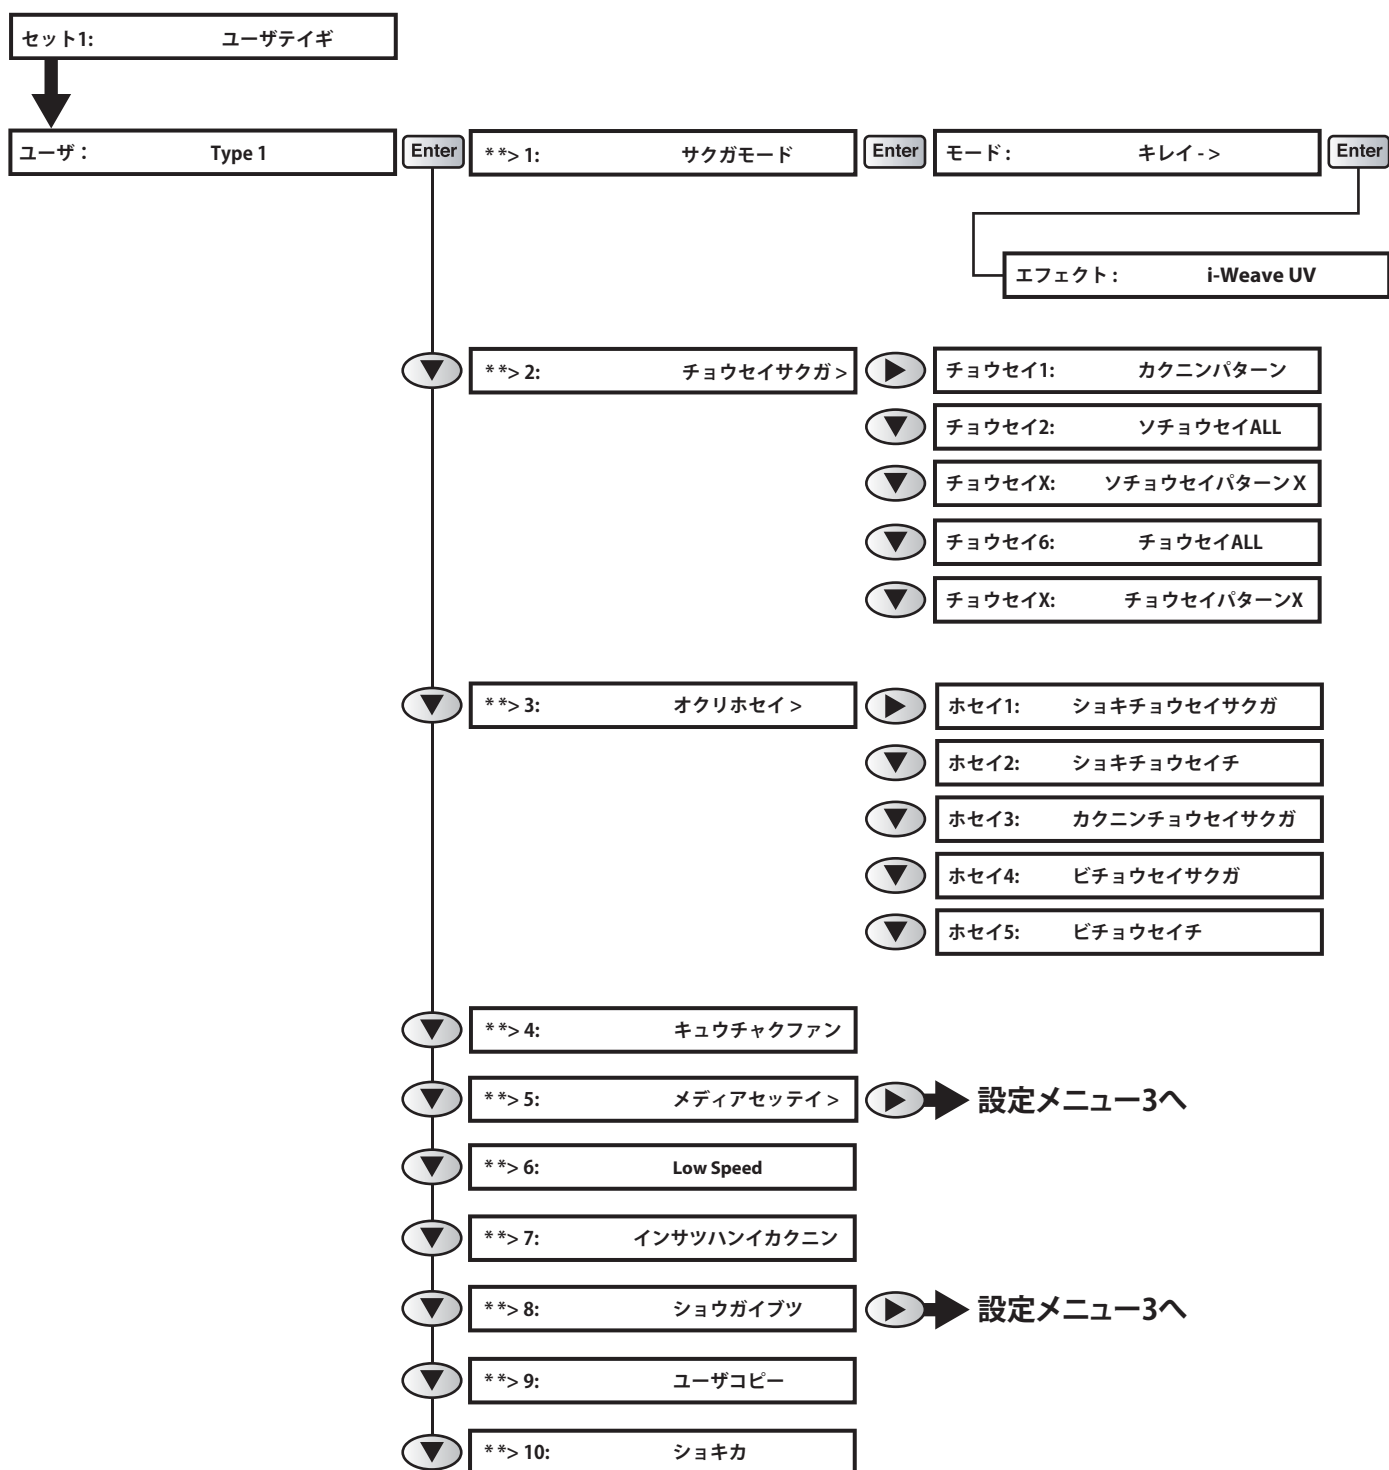 セット1: ユーザテイギ
ユーザ： Type 1 Enter **> 1: サクガモード Enter モード: キレイ - > Enter
エフェクト: i-Weave UV
**> 2: チョウセイサクガ > チョウセイ1: カクニンパターン
チョウセイ2: ソチョウセイALL
チョウセイX: ソチョウセイパターンX
チョウセイ6: チョウセイALL
チョウセイX: チョウセイパターンX
**> 3: オクリホセイ > ホセイ1: ショキチョウセイサクガ
ホセイ2: ショキチョウセイチ
ホセイ3: カクニンチョウセイサクガ
ホセイ4: ビチョウセイサクガ
ホセイ5: ビチョウセイチ
**> 4: キュウチャクファン
**> 5: メディアセッテイ > 設定メニュー3へ
**> 6: Low Speed
**> 7: インサツハンイカクニン
**> 8: ショウガイブツ 設定メニュー3へ
**> 9: ユーザコピー
**> 10: ショキカ